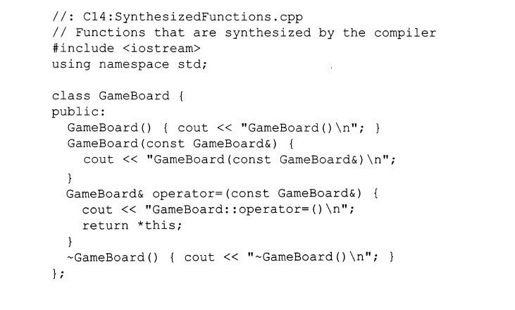 //: C14:SynthesizedFunctions.cpp
// Functions that are synthesized by the compiler
#include <iostream>
using namespace std;

class GameBoard {
public:
  GameBoard() { cout << "GameBoard()\n"; }
  GameBoard(const GameBoard&) {
    cout << "GameBoard(const GameBoard&)\n";
  }
  GameBoard& operator=(const GameBoard&) {
    cout << "GameBoard::operator=()\n";
    return *this;
  }
  ~GameBoard() { cout << "~GameBoard()\n"; }
};